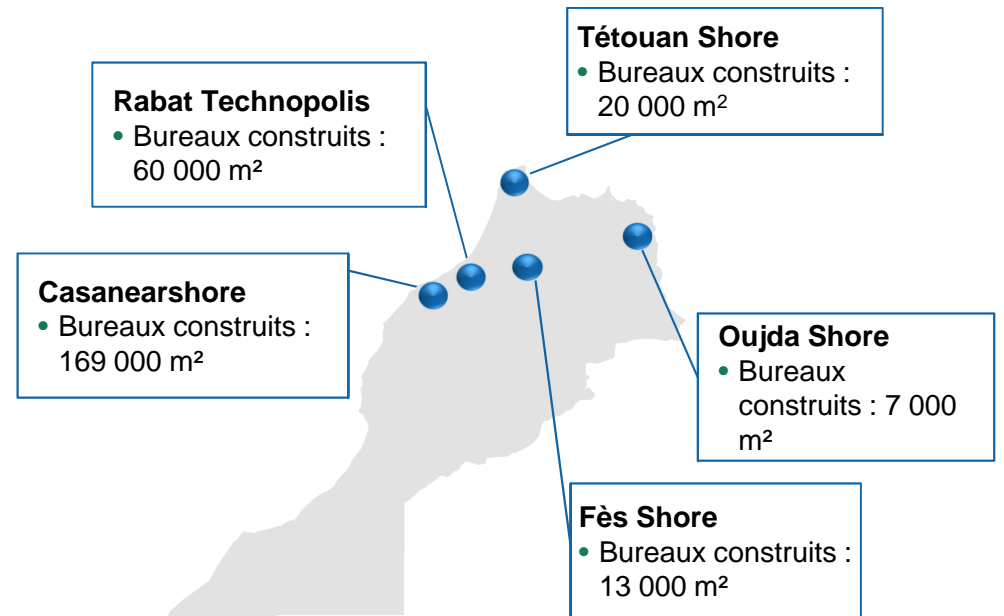 Tétouan Shore
• Bureaux construits :
20 000 m²
Rabat Technopolis
• Bureaux construits :
60 000 m²
Casanearshore
• Bureaux construits :
169 000 m²
Oujda Shore
• Bureaux
construits : 7 000
m²
Fès Shore
• Bureaux construits :
13 000 m²